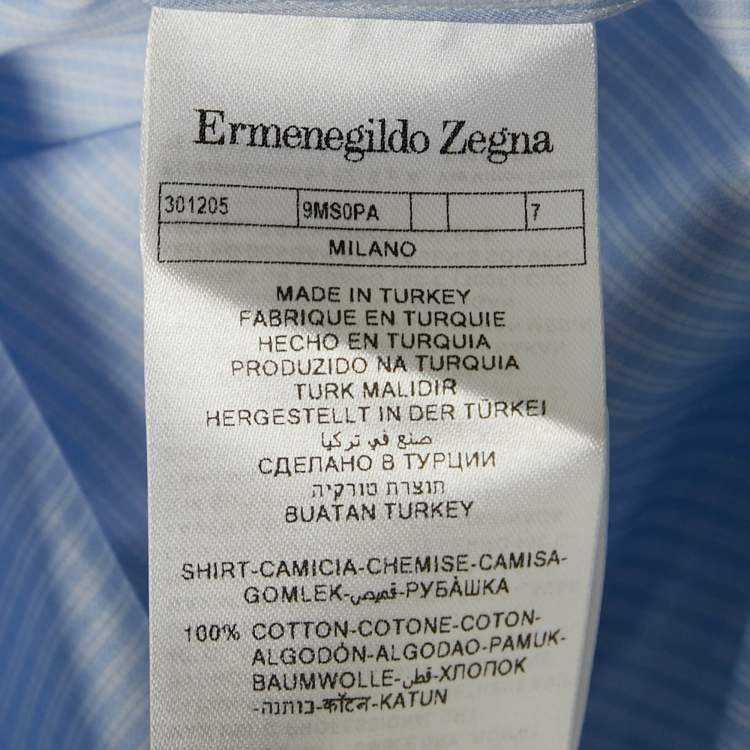 Ermenegildo Zegna
301205 9MS0PA 7
MILANO
MADE IN TURKEY
FABRIQUE EN TURQUIE
HECHO EN TURQUIA
PRODUZIDO NA TURQUIA
TURK MALIDIR
HERGESTELLT IN DER TÜRKEI
صنع في تركيا
СДЕЛАНО В ТУРЦИИ
תוצרת טורקיה
BUATAN TURKEY
SHIRT-CAMICIA-CHEMISE-CAMISA-
GOMLEK-قميص-РУБАШКА
100% COTTON-COTONE-COTON-
ALGODÓN-ALGODAO-PAMUK-
BAUMWOLLE-قطن-ХЛОПОК
-כותנה-कॉटन-KATUN